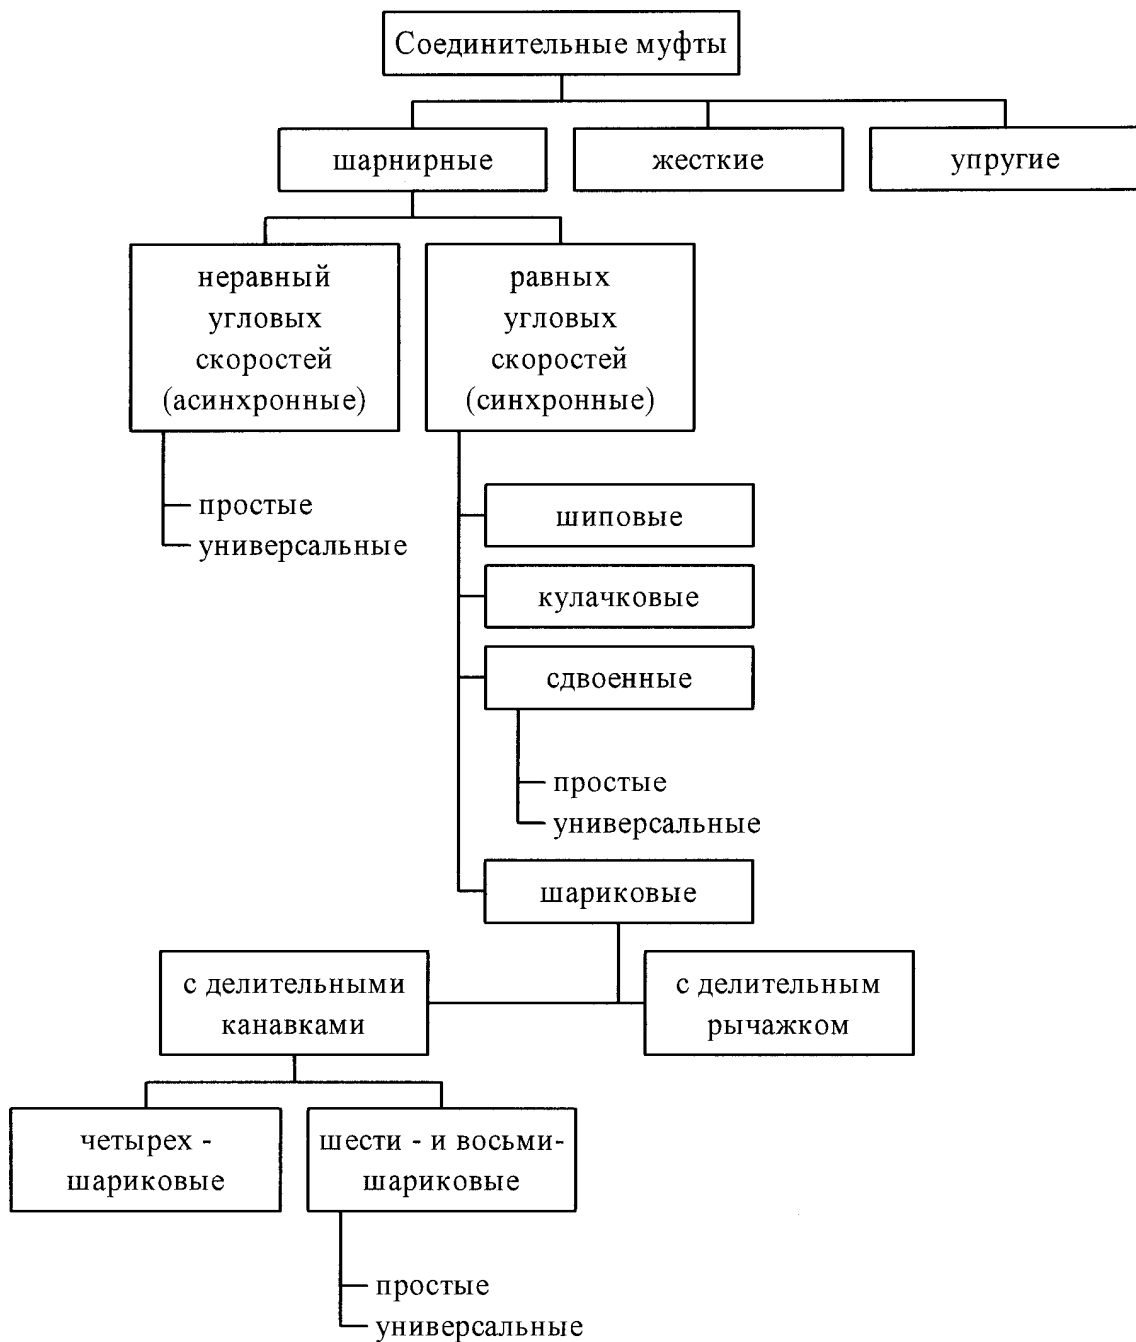 Соединительные муфты
шарнирные
жесткие
упругие
неравный
угловых
скоростей
(асинхронные)
равных
угловых
скоростей
(синхронные)
простые
универсальные
шиповые
кулачковые
сдвоенные
простые
универсальные
шариковые
с делительными
канавками
с делительным
рычажком
четырех -
шариковые
шести - и восьми-
шариковые
простые
универсальные